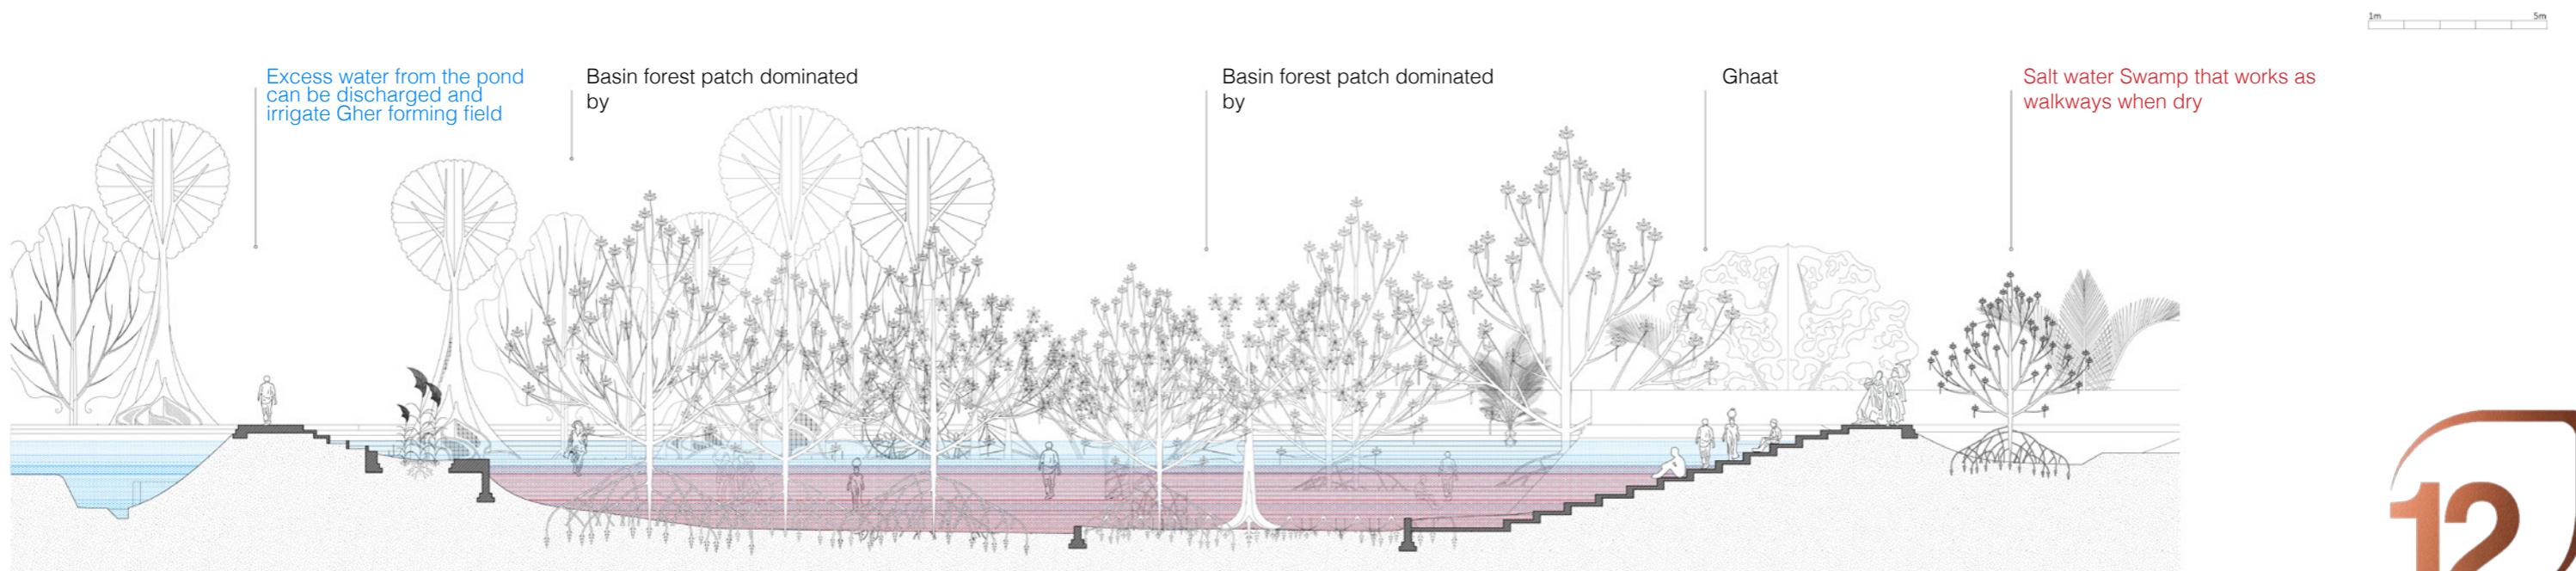 1m 5m
Excess water from the pond
can be discharged and
irrigate Gher forming field
Basin forest patch dominated
by
Basin forest patch dominated
by
Ghaat
Salt water Swamp that works as
walkways when dry
12